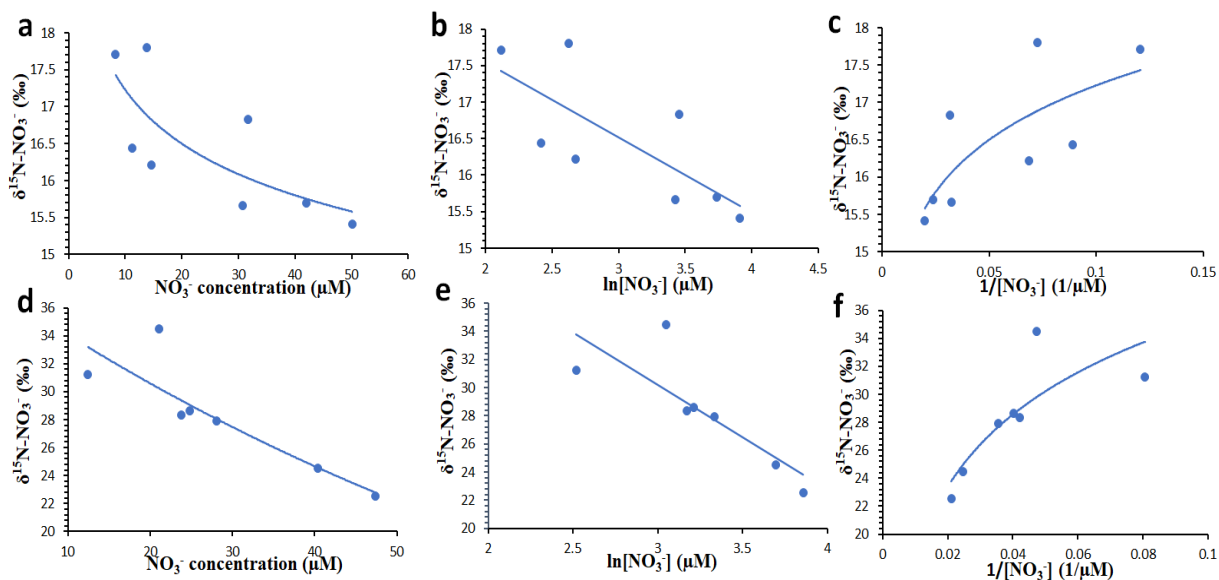 a
18
17.5
17
16.5
16
15.5
15
0 10 20 30 40 50 60
δ¹⁵N-NO₃⁻ (‰)
NO₃⁻ concentration (μM)
b
18
17.5
17
16.5
16
15.5
15
2 2.5 3 3.5 4 4.5
δ¹⁵N-NO₃⁻ (‰)
ln[NO₃⁻] (μM)
c
18
17.5
17
16.5
16
15.5
15
0 0.05 0.1 0.15
δ¹⁵N-NO₃⁻ (‰)
1/[NO₃⁻] (1/μM)
d
36
34
32
30
28
26
24
22
20
10 20 30 40 50
δ¹⁵N-NO₃⁻ (‰)
NO₃⁻ concentration (μM)
e
36
34
32
30
28
26
24
22
20
2 2.5 3 3.5 4
δ¹⁵N-NO₃⁻ (‰)
ln[NO₃⁻] (μM)
f
36
34
32
30
28
26
24
22
20
0 0.02 0.04 0.06 0.08 0.1
δ¹⁵N-NO₃⁻ (‰)
1/[NO₃⁻] (1/μM)